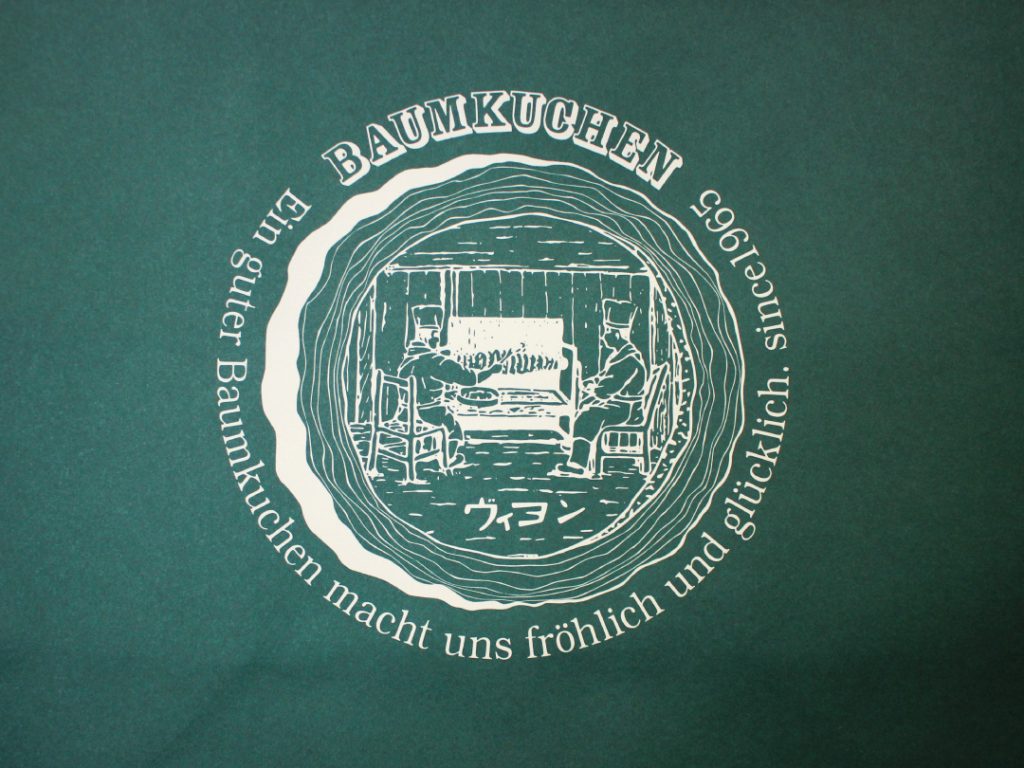 BAUMKUCHEN
Ein guter Baumkuchen macht uns fröhlich und glücklich. since1965
ヴィヨン